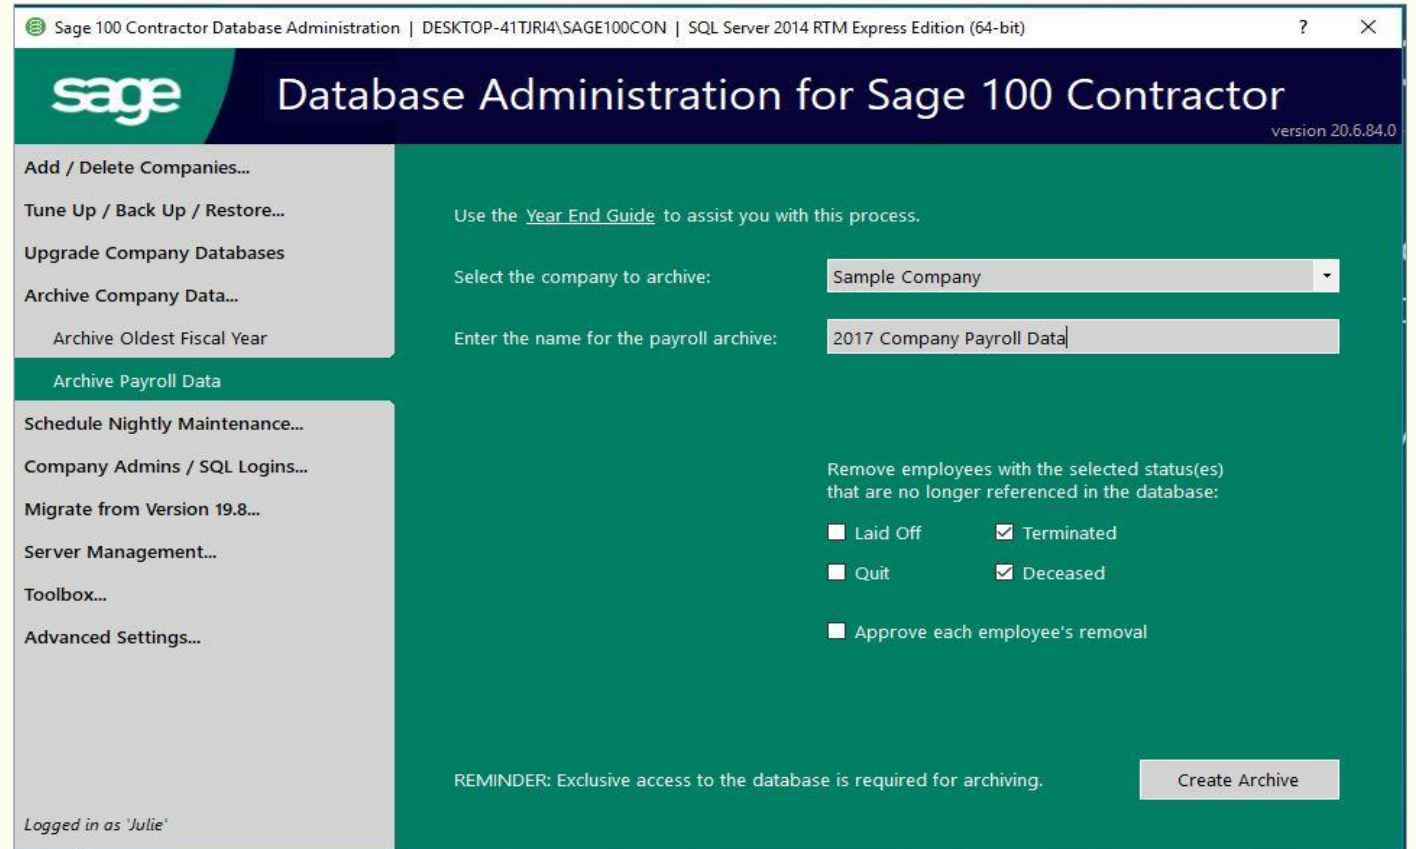 Sage 100 Contractor Database Administration | DESKTOP-41TJRI4\SAGE100CON | SQL Server 2014 RTM Express Edition (64-bit) ?
sage
Database Administration for Sage 100 Contractor
version 20.6.84.0
Add / Delete Companies...
Tune Up / Back Up / Restore...
Upgrade Company Databases
Archive Company Data...
Archive Oldest Fiscal Year
Archive Payroll Data
Schedule Nightly Maintenance...
Company Admins / SQL Logins...
Migrate from Version 19.8...
Server Management...
Toolbox...
Advanced Settings...
Logged in as 'Julie'
Use the Year End Guide to assist you with this process.
Select the company to archive: Sample Company
Enter the name for the payroll archive: 2017 Company Payroll Data
Remove employees with the selected status(es)
that are no longer referenced in the database:
Laid Off Terminated
Quit Deceased
Approve each employee's removal
REMINDER: Exclusive access to the database is required for archiving. Create Archive